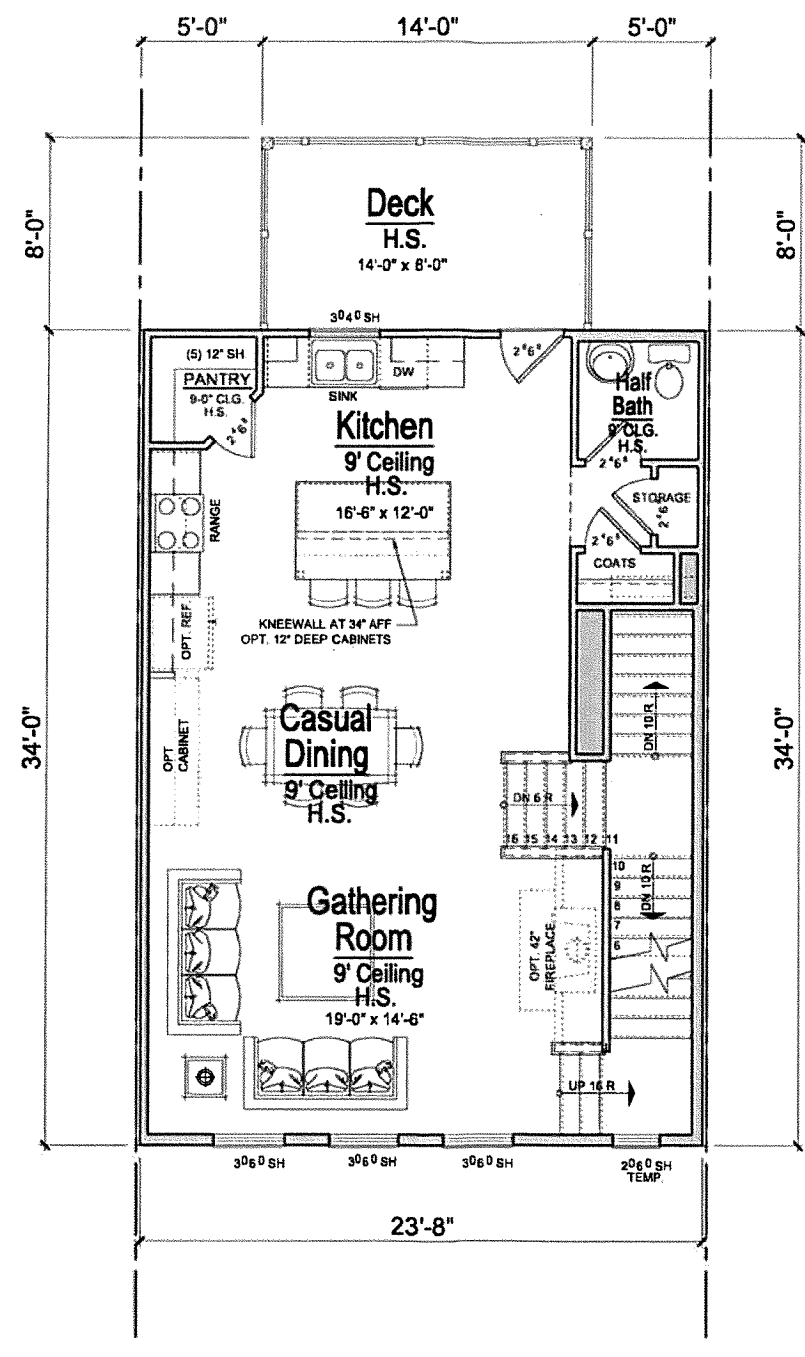 5'-0" 14'-0" 5'-0"
8'-0"
8'-0"
Deck
H.S.
14'-0" x 8'-0"
3⁰4⁰ SH
(5) 12" SH
PANTRY
9-0" CLG.
H.S.
2⁴6⁸
SINK
DW
2⁸6⁸
Half
Bath
9' CLG.
H.S.
2⁴6⁸
Kitchen
9' Ceiling
H.S.
16'-6" x 12'-0"
RANGE
STORAGE
2⁴6⁸
2⁴6⁸
COATS
KNEEWALL AT 34" AFF
OPT. 12" DEEP CABINETS
OPT. REF.
OPT
CABINET
34'-0"
34'-0"
Casual
Dining
9' Ceiling
H.S.
DN 10 R
DN 6 R
16 15 14 13 12 11
10
9
8
7
6
DN 10 R
Gathering
Room
9' Ceiling
H.S.
19'-0" x 14'-6"
OPT. 42"
FIREPLACE
UP 16 R
3⁰6⁰ SH
3⁰6⁰ SH
3⁰6⁰ SH
2⁰6⁰ SH
TEMP.
23'-8"